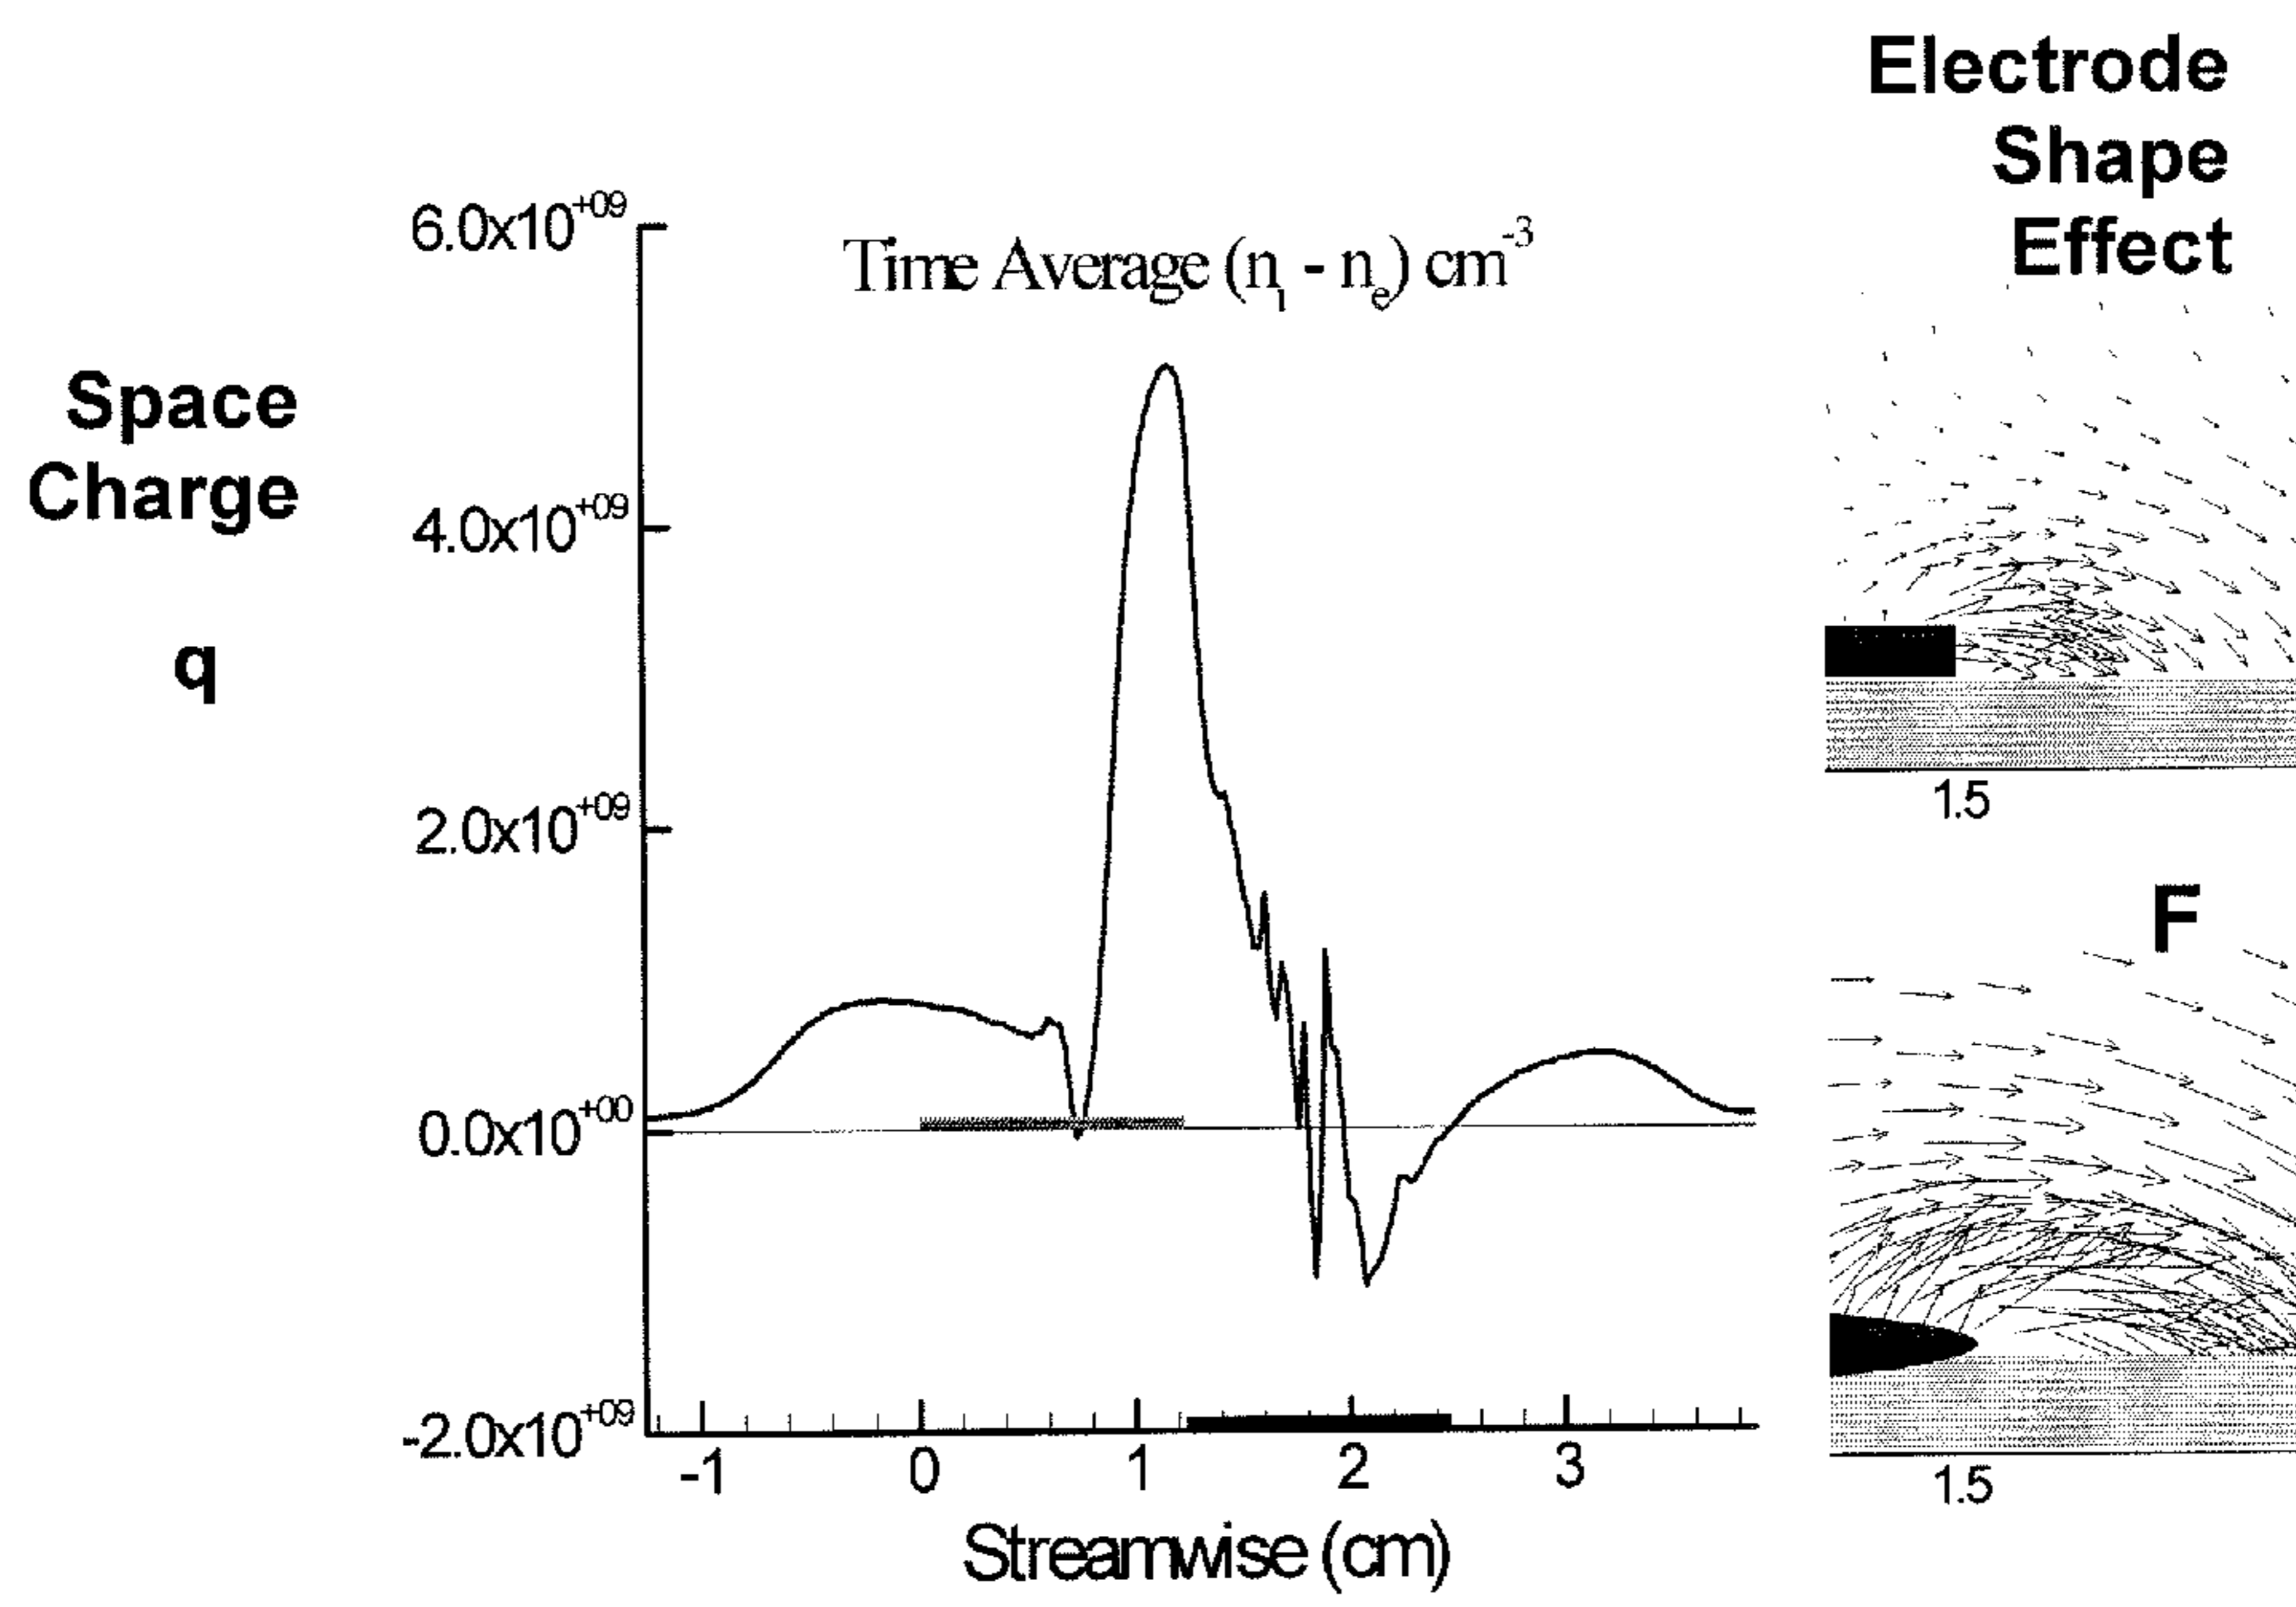 Electrode
Shape
Effect
Time Average (nᵢ - nₑ) cm⁻³
Space
Charge
q
6.0x10⁺⁰⁹
4.0x10⁺⁰⁹
2.0x10⁺⁰⁹
0.0x10⁺⁰⁰
-2.0x10⁺⁰⁹
-1 0 1 2 3
Streamwise (cm)
1.5
F
1.5